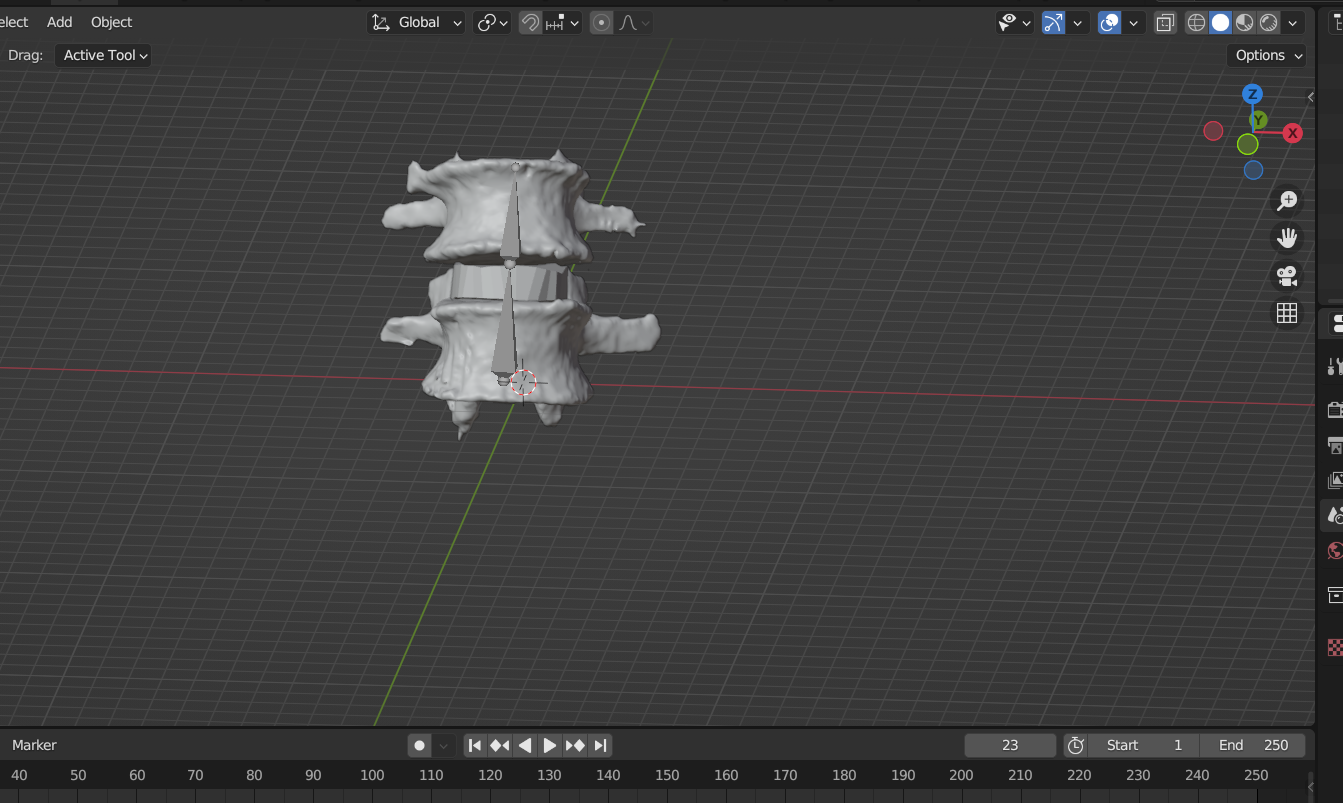 elect Add Object Global
Drag: Active Tool Options
Z
Y
X
Marker 23 Start 1 End 250
40 50 60 70 80 90 100 110 120 130 140 150 160 170 180 190 200 210 220 230 240 250